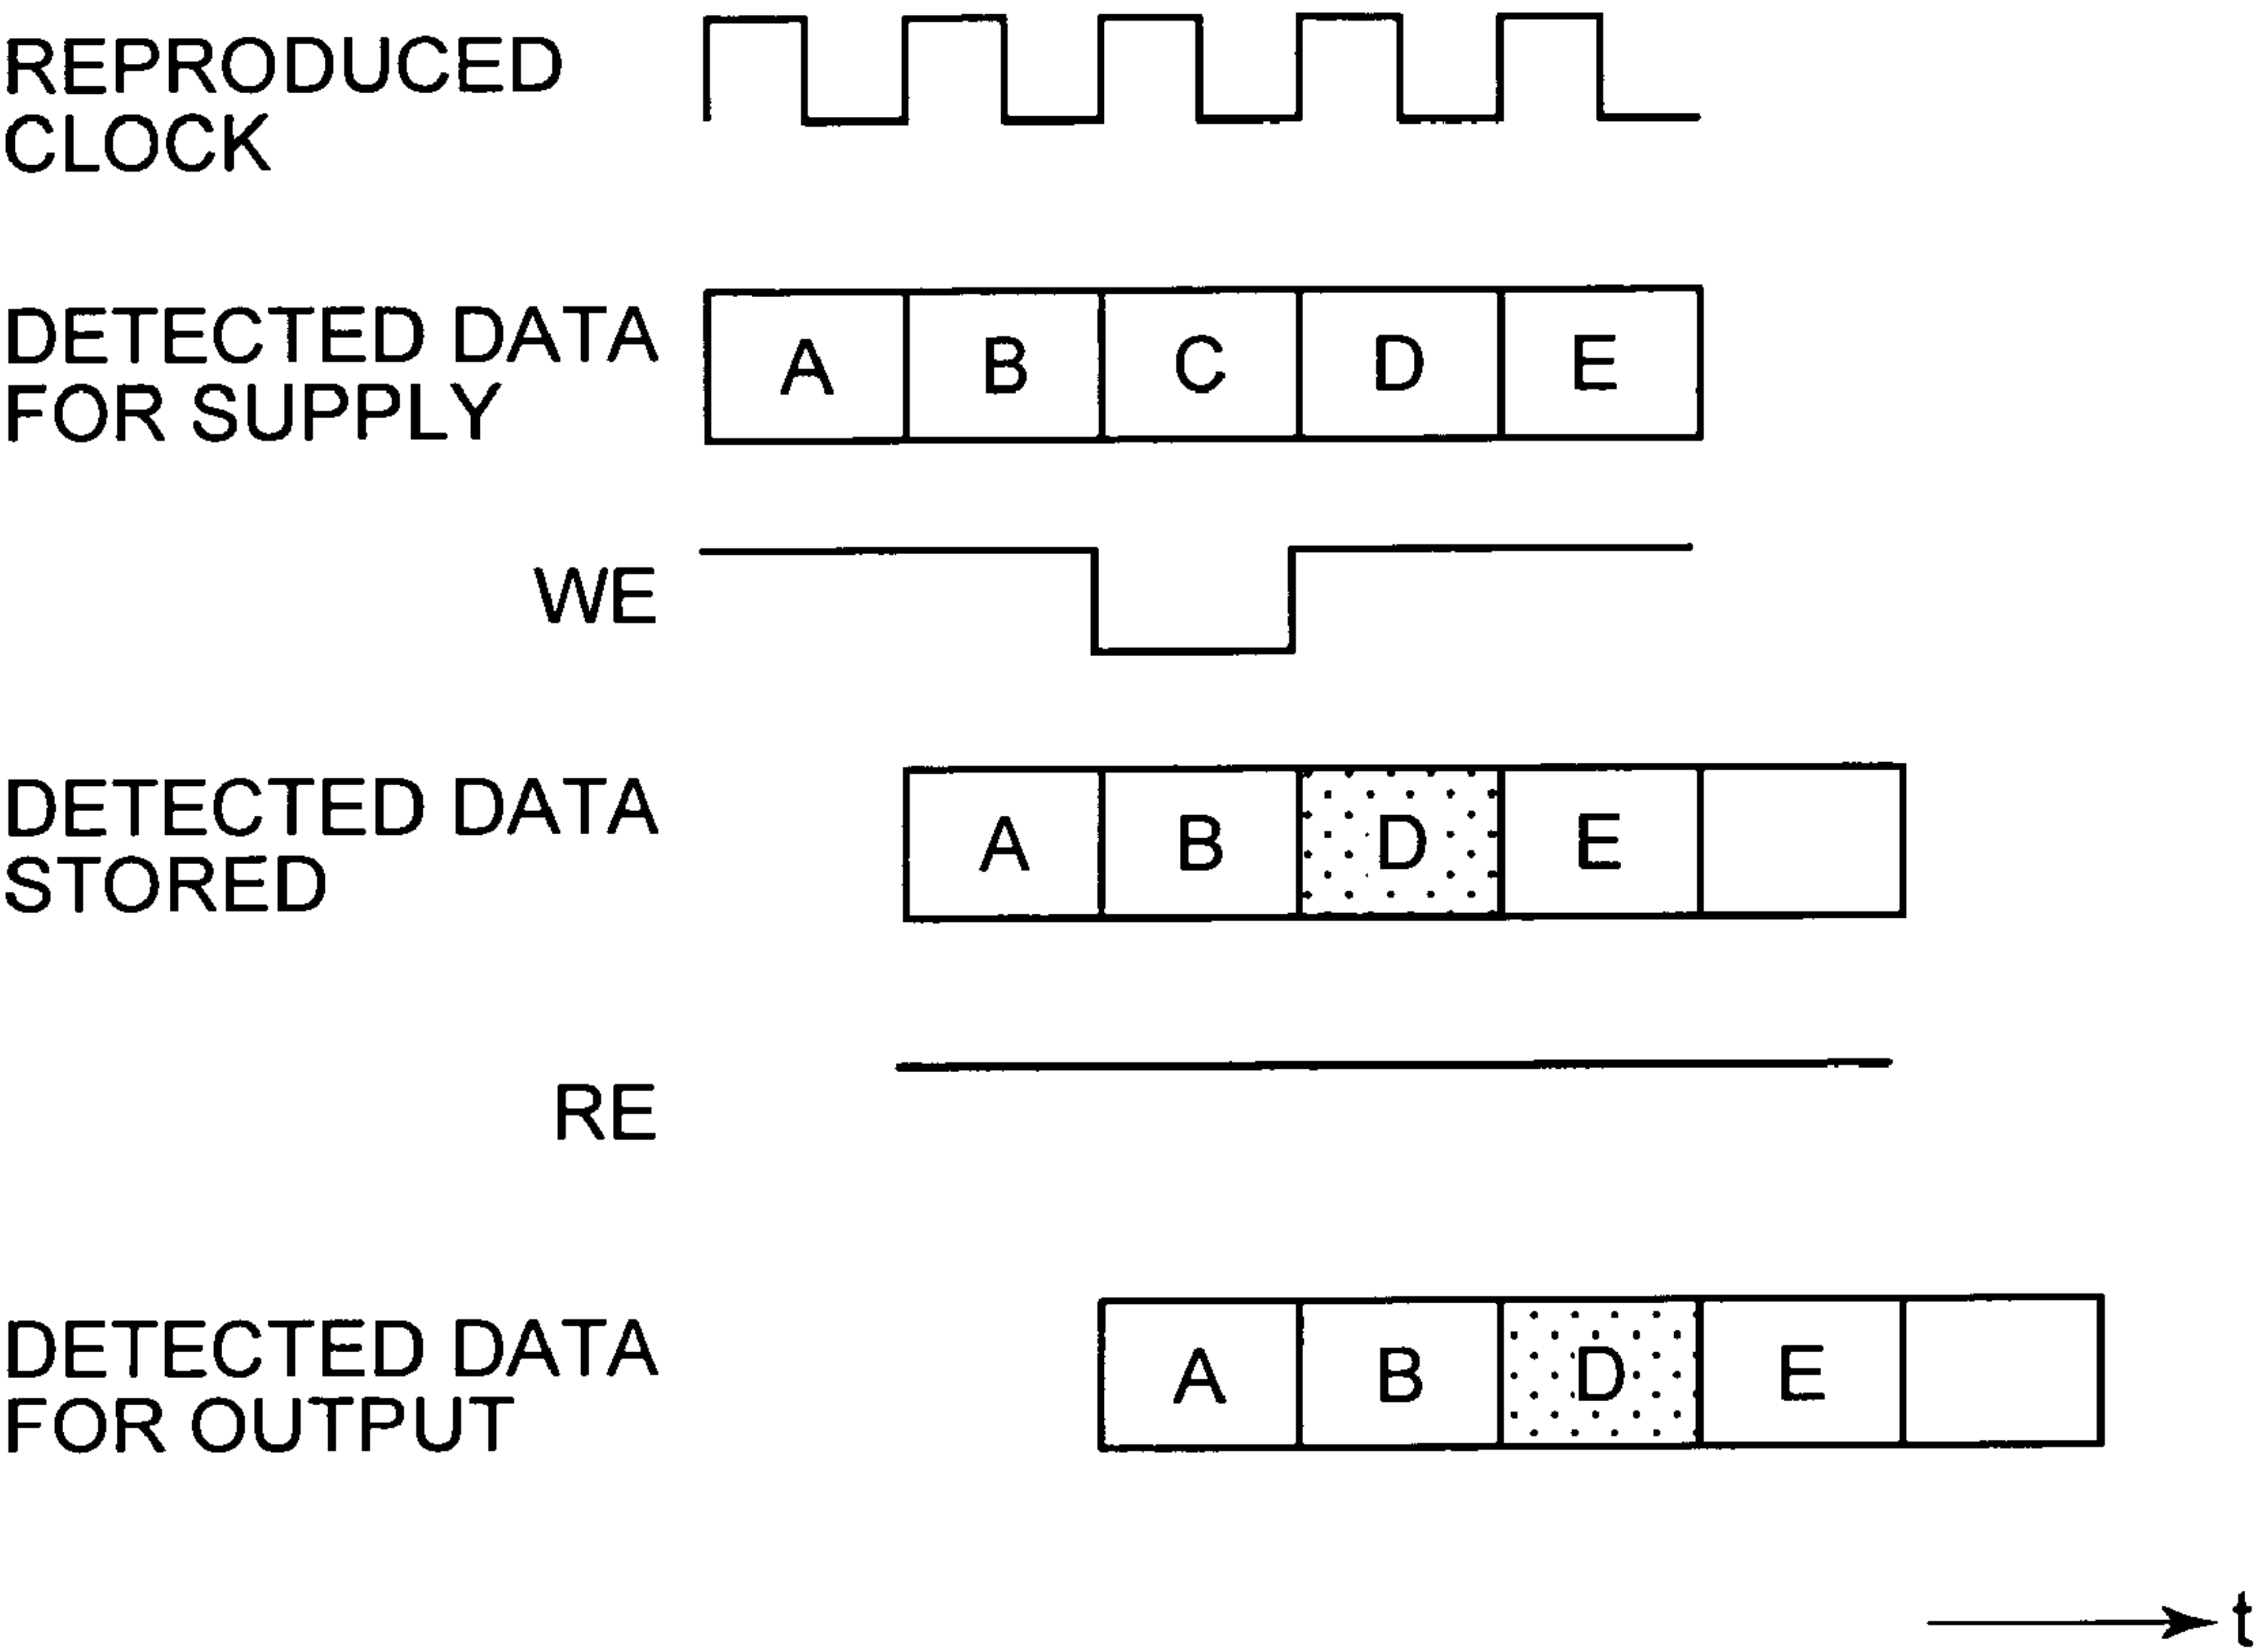 REPRODUCED
CLOCK
DETECTED DATA
FOR SUPPLY
A B C D E
WE
DETECTED DATA
STORED
A B D E
RE
DETECTED DATA
FOR OUTPUT
A B D E
t